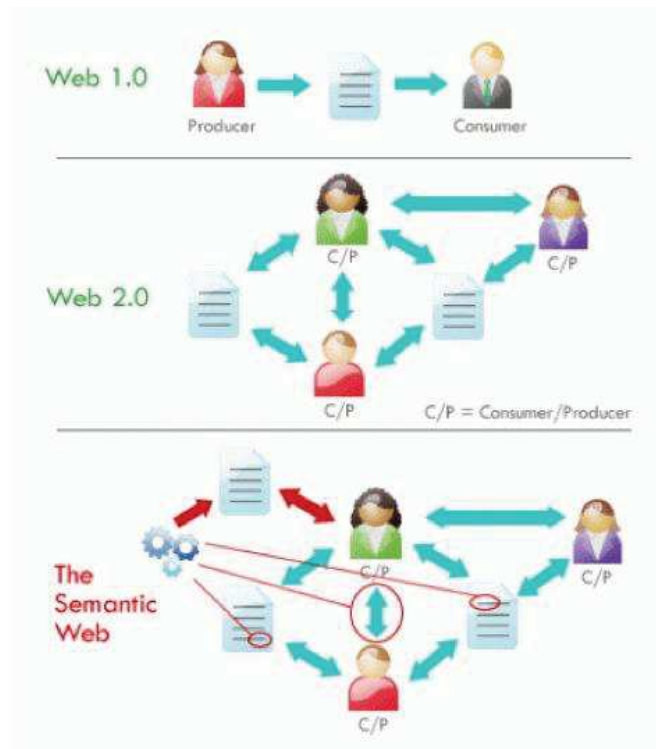 Web 1.0
Producer
Consumer
C/P
C/P
Web 2.0
C/P
C/P = Consumer/Producer
C/P
C/P
The
Semantic
Web
C/P